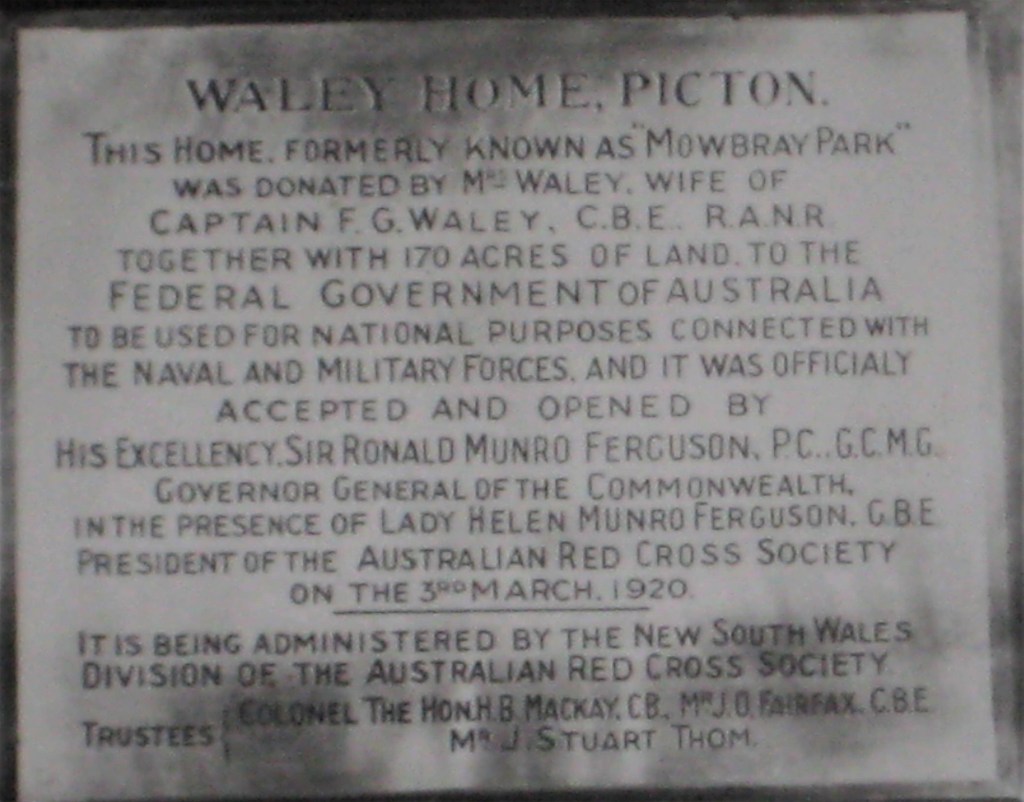 WALEY HOME, PICTON.
THIS HOME, FORMERLY KNOWN AS "MOWBRAY PARK"
WAS DONATED BY MRS WALEY, WIFE OF
CAPTAIN F. G. WALEY, C.B.E., R.A.N.R.
TOGETHER WITH 170 ACRES OF LAND, TO THE
FEDERAL GOVERNMENT OF AUSTRALIA
TO BE USED FOR NATIONAL PURPOSES CONNECTED WITH
THE NAVAL AND MILITARY FORCES, AND IT WAS OFFICIALY
ACCEPTED AND OPENED BY
HIS EXCELLENCY, SIR RONALD MUNRO FERGUSON, P.C., G.C.M.G.
GOVERNOR GENERAL OF THE COMMONWEALTH,
IN THE PRESENCE OF LADY HELEN MUNRO FERGUSON, G.B.E
PRESIDENT OF THE AUSTRALIAN RED CROSS SOCIETY
ON THE 3RD MARCH, 1920.
IT IS BEING ADMINISTERED BY THE NEW SOUTH WALES
DIVISION OF THE AUSTRALIAN RED CROSS SOCIETY.
TRUSTEES { COLONEL THE HON. H. B. MACKAY, C.B., MR J. O. FAIRFAX, C.B.E.
MR J. STUART THOM.